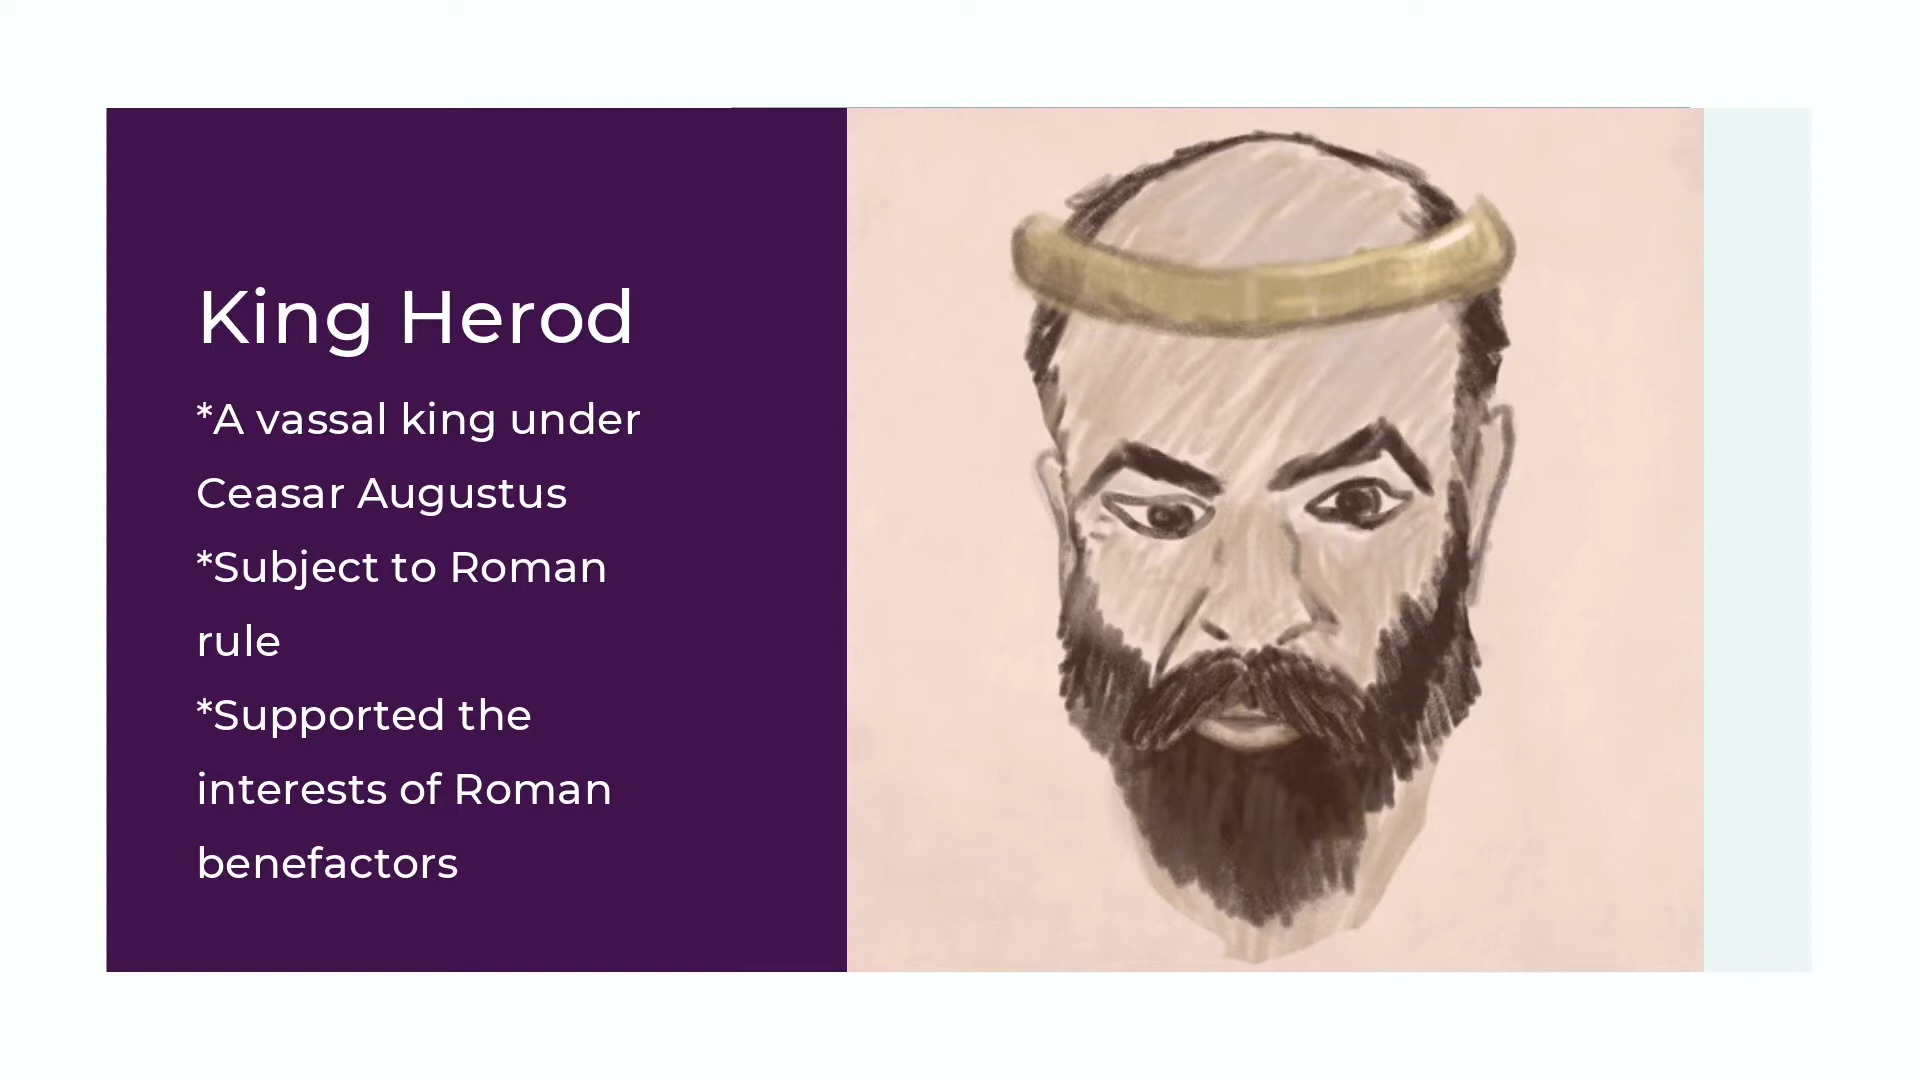 King Herod
*A vassal king under
Ceasar Augustus
*Subject to Roman
rule
*Supported the
interests of Roman
benefactors